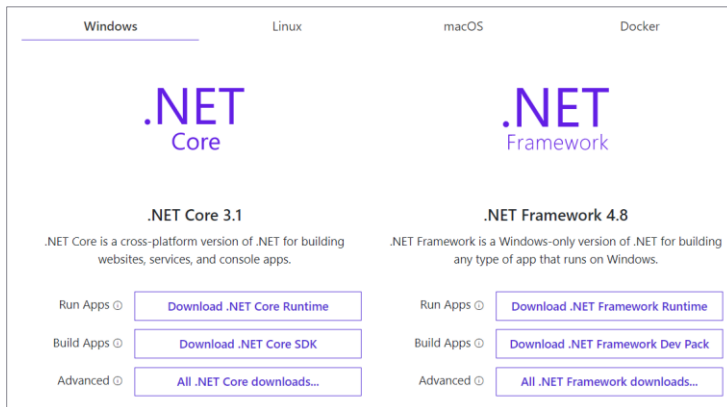 Windows
Linux
macOS
Docker
.NET
Core
.NET Core 3.1
.NET Core is a cross-platform version of .NET for building
websites, services, and console apps.
Run Apps
Download .NET Core Runtime
Build Apps
Download .NET Core SDK
Advanced
All .NET Core downloads...
.NET
Framework
.NET Framework 4.8
.NET Framework is a Windows-only version of .NET for building
any type of app that runs on Windows.
Run Apps
Download .NET Framework Runtime
Build Apps
Download .NET Framework Dev Pack
Advanced
All .NET Framework downloads...